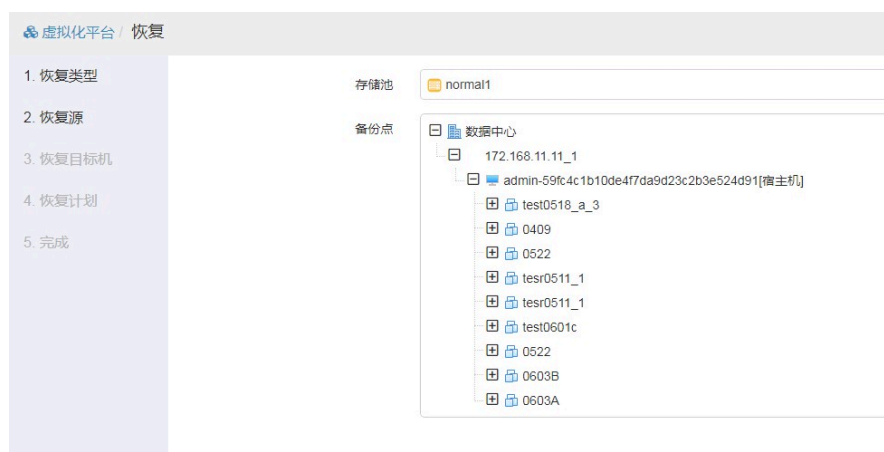 虚拟化平台 / 恢复
1. 恢复类型
2. 恢复源
3. 恢复目标机
4. 恢复计划
5. 完成
存储池
normal1
备份点
数据中心
172.168.11.11_1
admin-59fc4c1b10de4f7da9d23c2b3e524d91[宿主机]
test0518_a_3
0409
0522
tesr0511_1
tesr0511_1
test0601c
0522
0603B
0603A